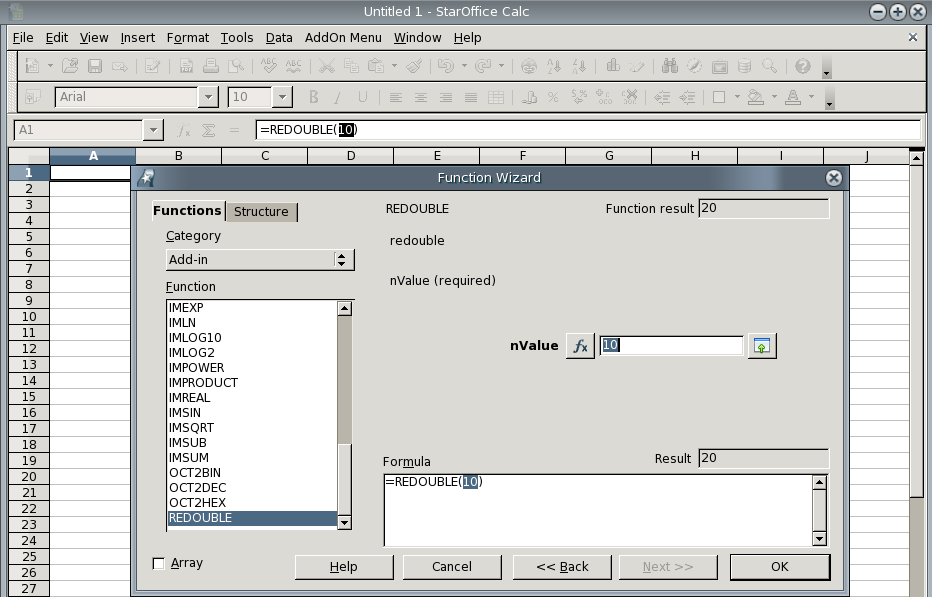 Untitled 1 - StarOffice Calc
File Edit View Insert Format Tools Data AddOn Menu Window Help
Arial 10 B I U
A1 =REDOUBLE(10)
A B C D E F G H I J
1
2
3
4
5
6
7
8
9
10
11
12
13
14
15
16
17
18
19
20
21
22
23
24
25
26
27
Function Wizard
Functions Structure
Category
Add-in
Function
IMEXP
IMLN
IMLOG10
IMLOG2
IMPOWER
IMPRODUCT
IMREAL
IMSIN
IMSQRT
IMSUB
IMSUM
OCT2BIN
OCT2DEC
OCT2HEX
REDOUBLE
REDOUBLE Function result 20
redouble
nValue (required)
nValue fx 10
Formula Result 20
=REDOUBLE(10)
Array Help Cancel << Back Next >> OK